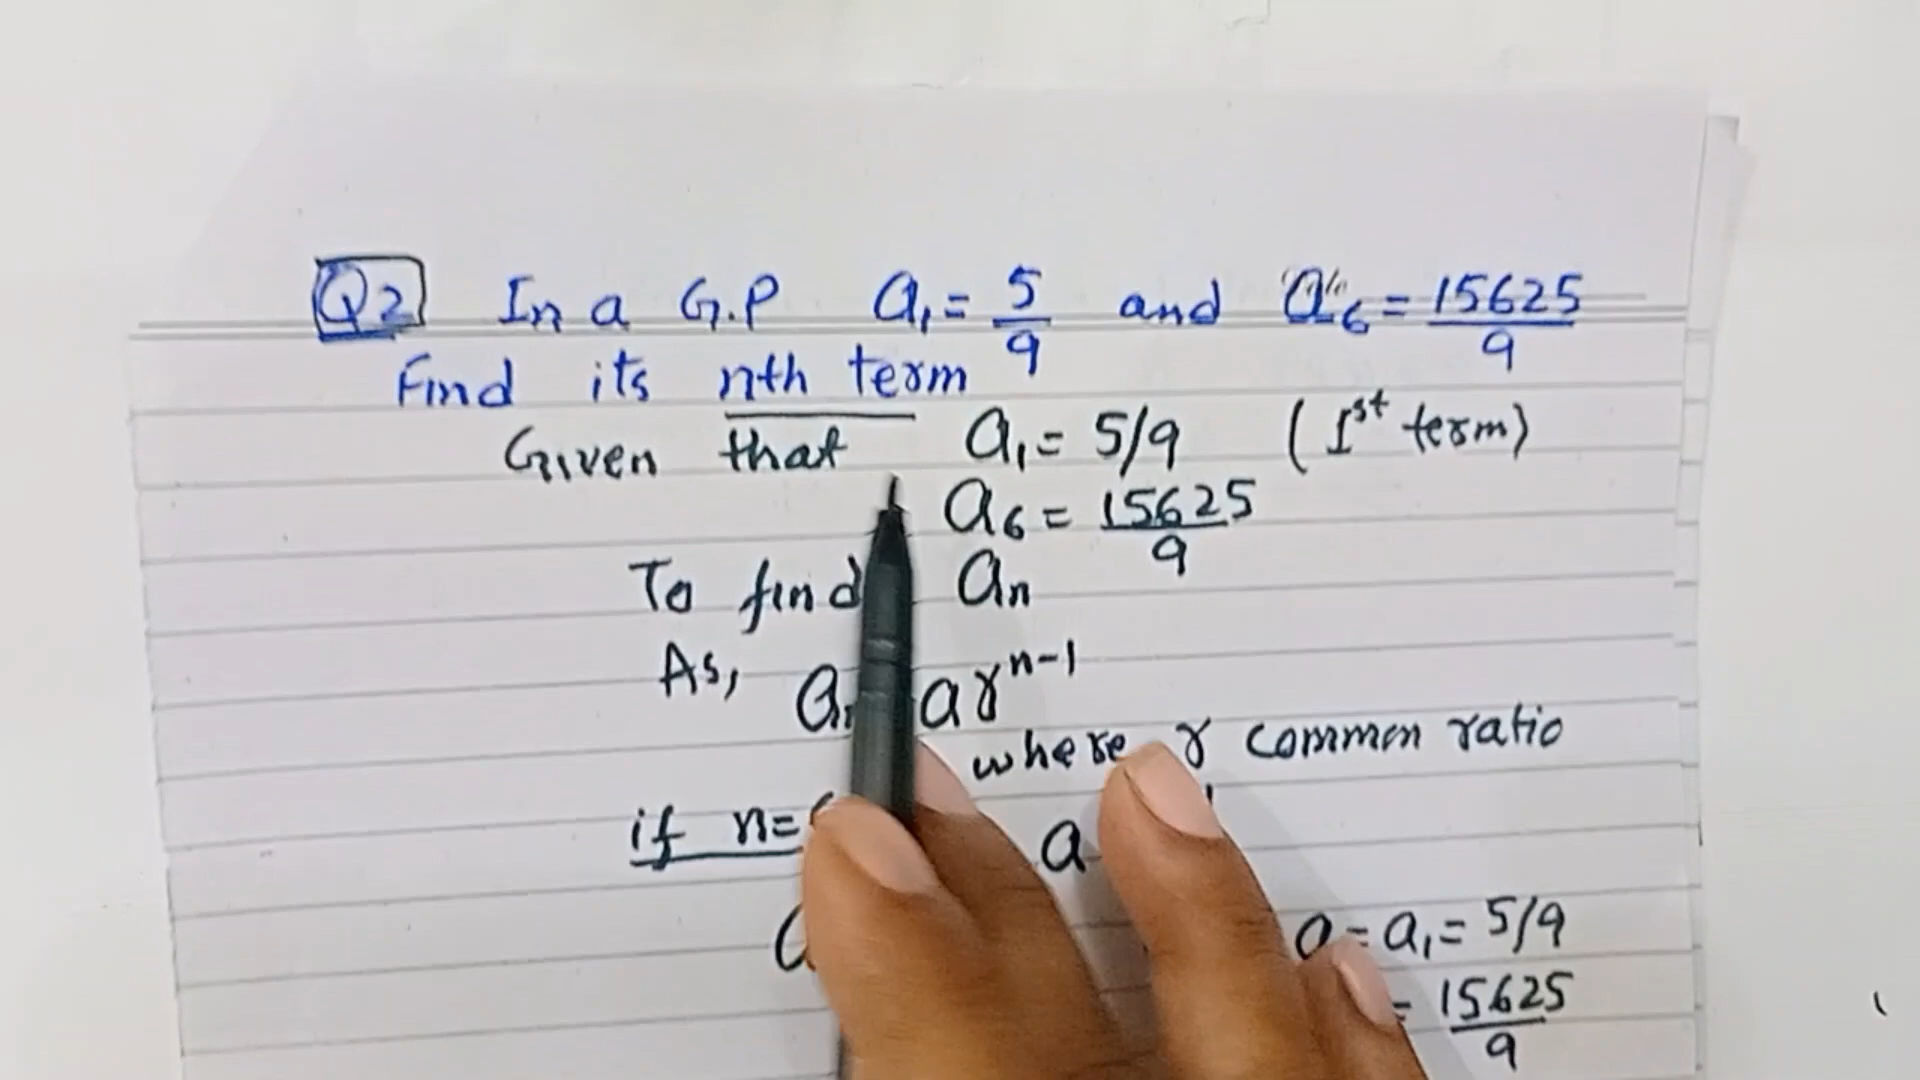 Q2 In a G.P a₁ = 5/9 and a₆ = 15625/9
Find its nth term
Given that a₁ = 5/9 (1st term)
a₆ = 15625/9
To find aₙ
As, a arⁿ⁻¹
where r common ratio
if n= a
a = a₁ = 5/9
= 15625/9